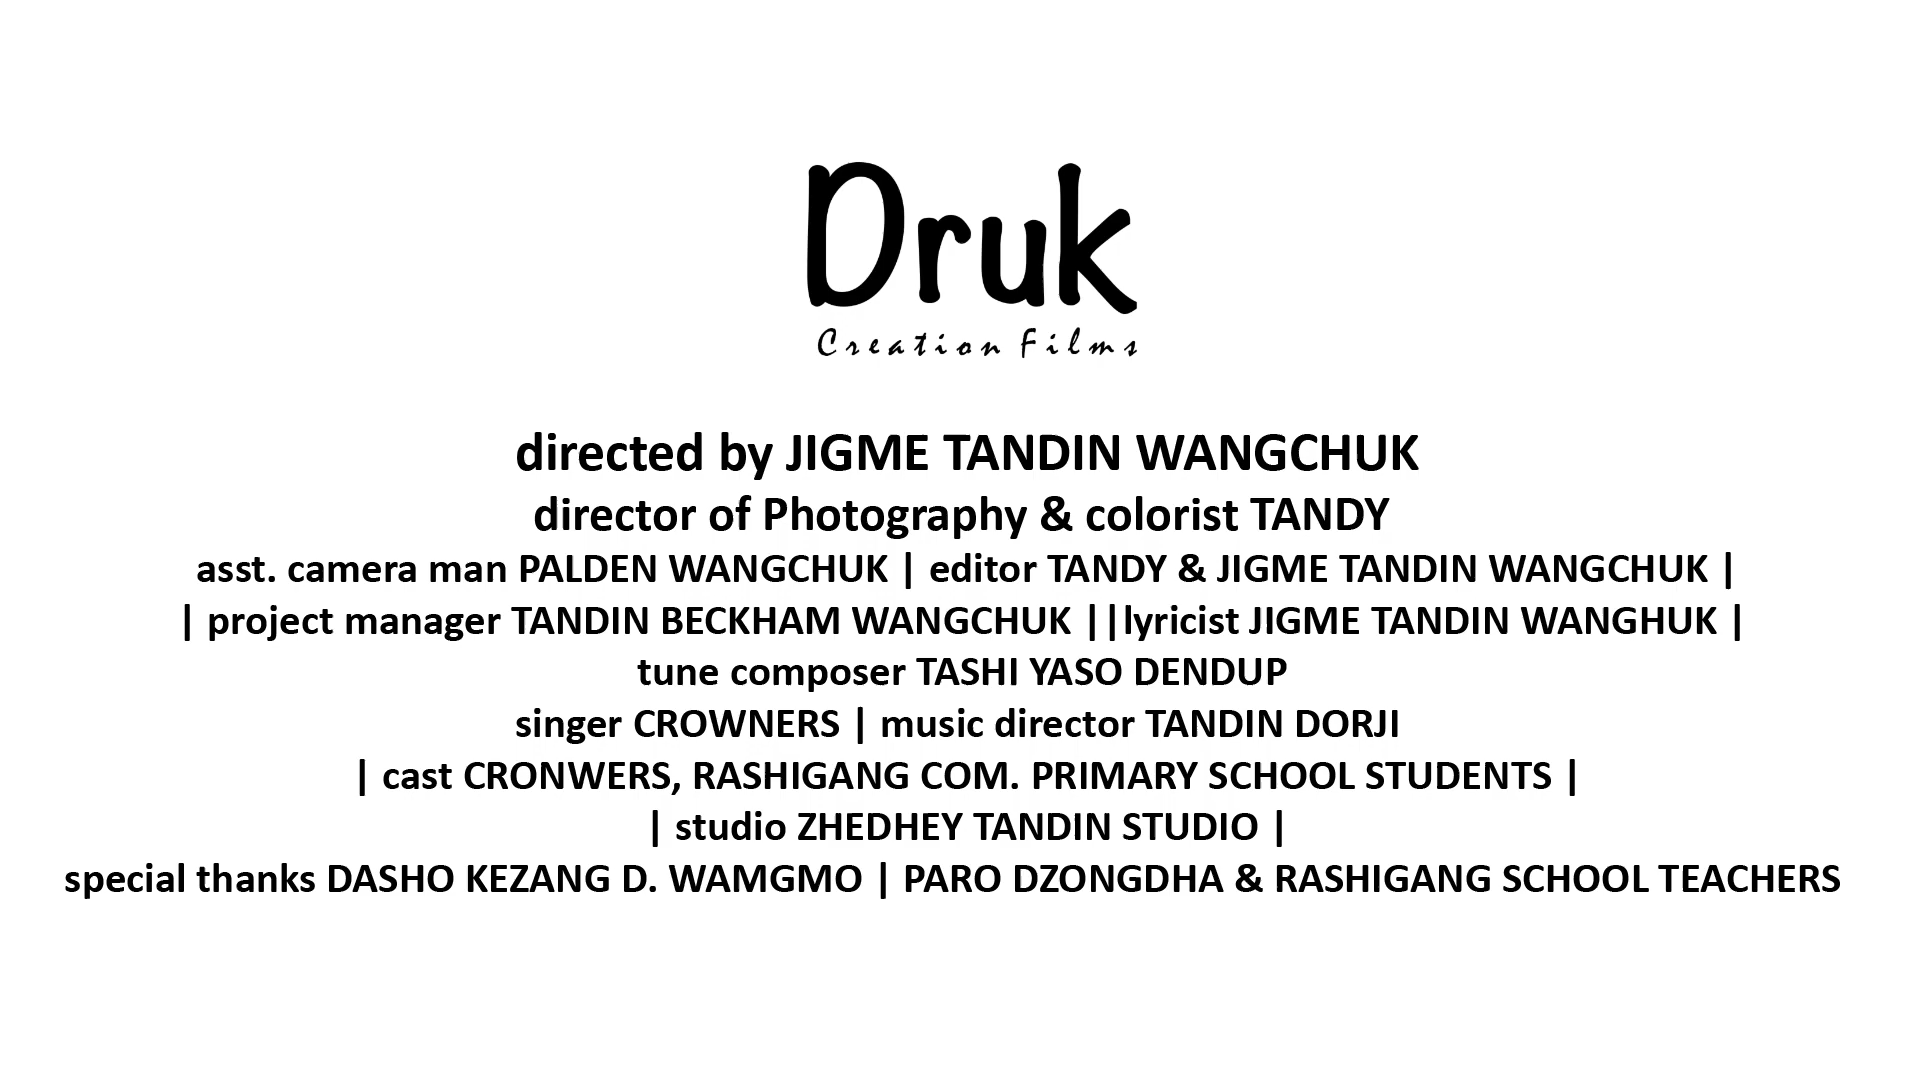 Druk
Creation Films
directed by JIGME TANDIN WANGCHUK
director of Photography & colorist TANDY
asst. camera man PALDEN WANGCHUK | editor TANDY & JIGME TANDIN WANGCHUK |
| project manager TANDIN BECKHAM WANGCHUK ||lyricist JIGME TANDIN WANGHUK |
tune composer TASHI YASO DENDUP
singer CROWNERS | music director TANDIN DORJI
| cast CRONWERS, RASHIGANG COM. PRIMARY SCHOOL STUDENTS |
| studio ZHEDHEY TANDIN STUDIO |
special thanks DASHO KEZANG D. WAMGMO | PARO DZONGDHA & RASHIGANG SCHOOL TEACHERS